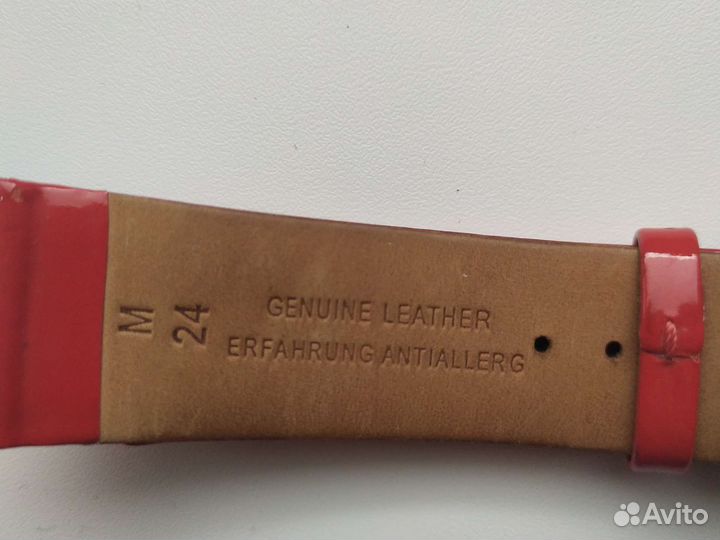 M
24
GENUINE LEATHER
ERFAHRUNG ANTIALLERG
Avito